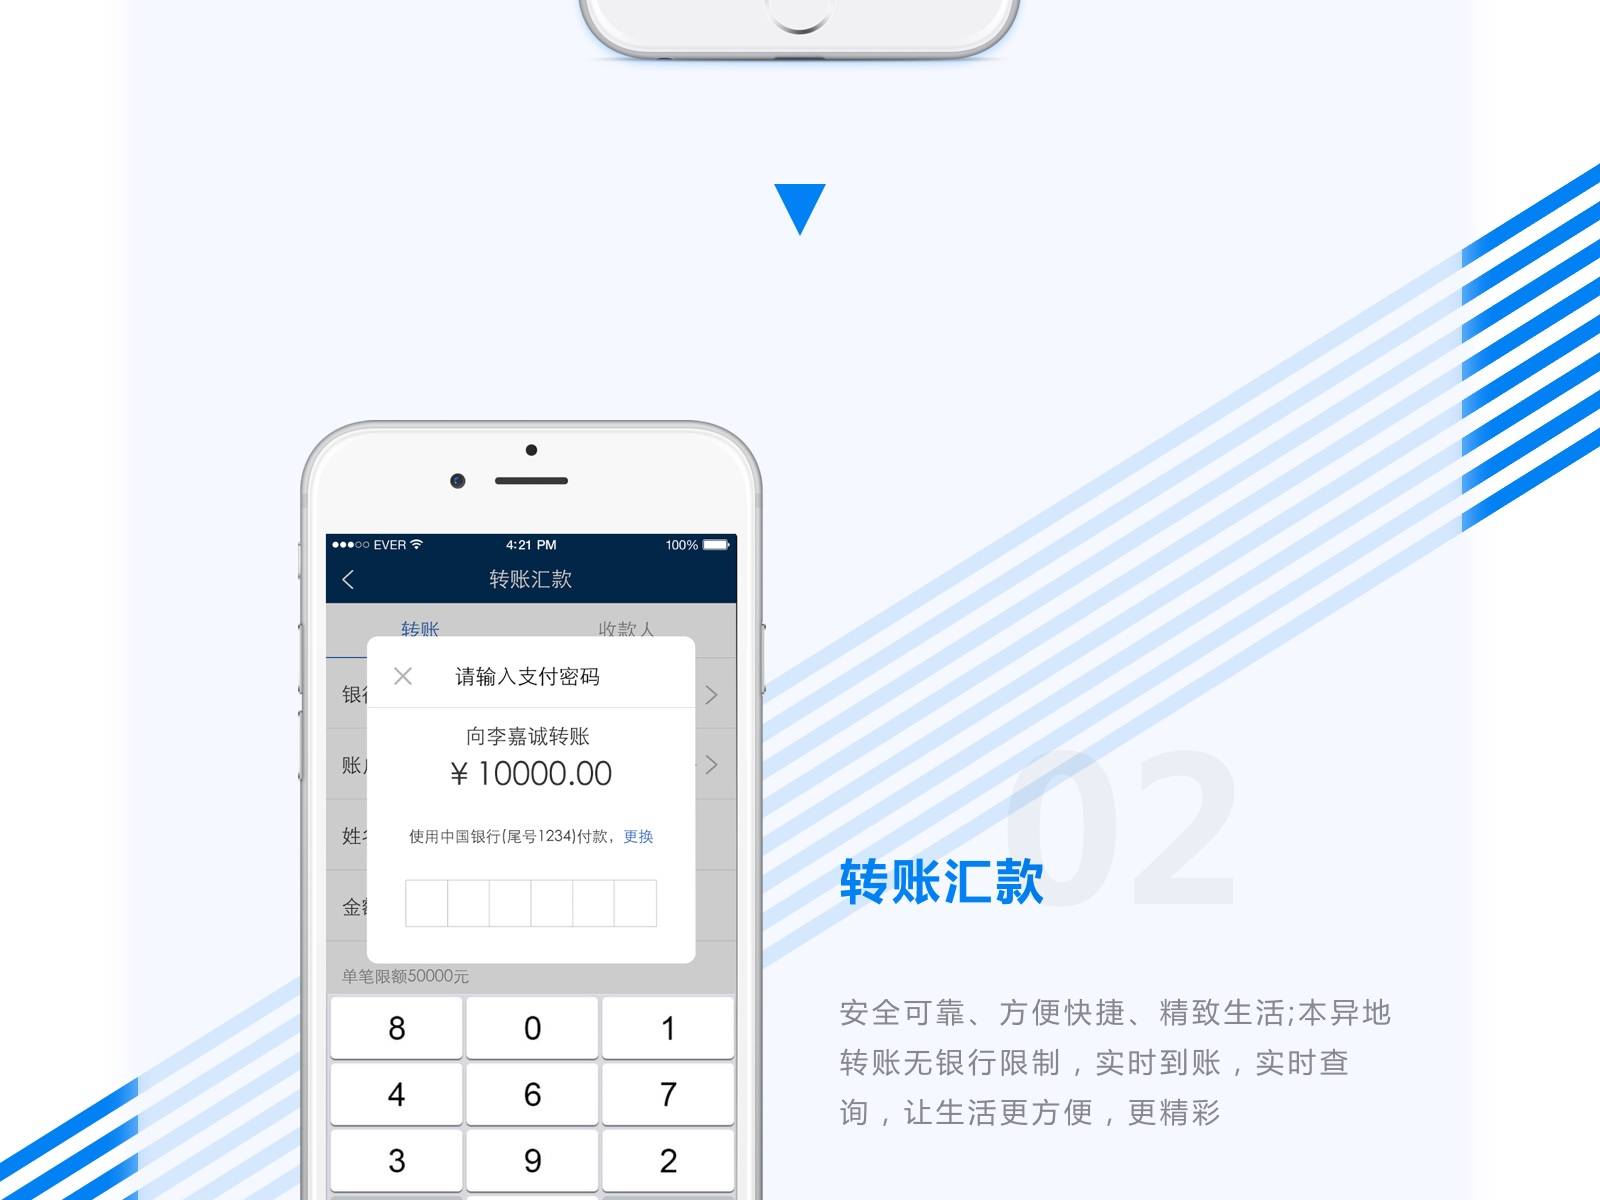 ●●●○○ EVER 4:21 PM 100%
转账汇款
转账 收款人
请输入支付密码
银
向李嘉诚转账
¥ 10000.00
账
使用中国银行(尾号1234)付款，更换
姓
金
单笔限额50000元
8 0 1
4 6 7
3 9 2
02
转账汇款
安全可靠、方便快捷、精致生活;本异地
转账无银行限制，实时到账，实时查
询，让生活更方便，更精彩